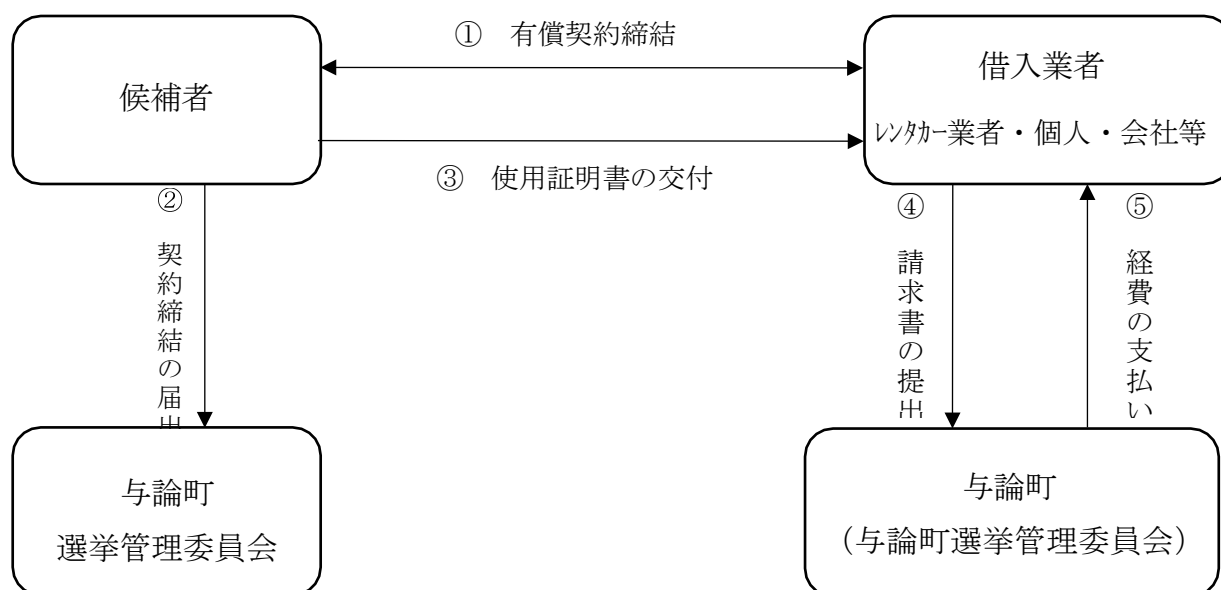 ① 有償契約締結
候補者
借入業者
ﾚﾝﾀｶｰ業者・個人・会社等
③ 使用証明書の交付
② 契約締結の届出
④ 請求書の提出
⑤ 経費の支払い
与論町
選挙管理委員会
与論町
（与論町選挙管理委員会）